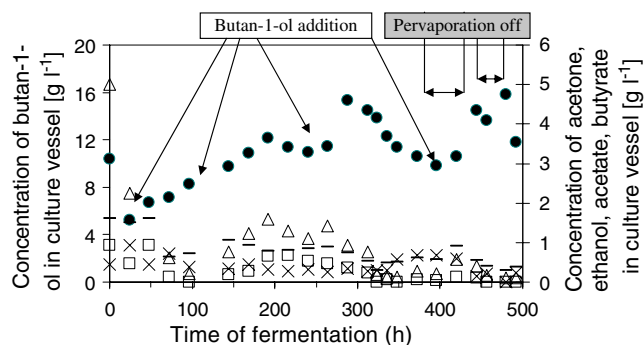 Butan-1-ol addition
Pervaporation off
Concentration of butan-1-
ol in culture vessel [g l-1]
20
16
12
8
4
0
6
5
4
3
2
1
0
Concentration of acetone,
ethanol, acetate, butyrate
in culture vessel [g l-1]
0 100 200 300 400 500
Time of fermentation (h)